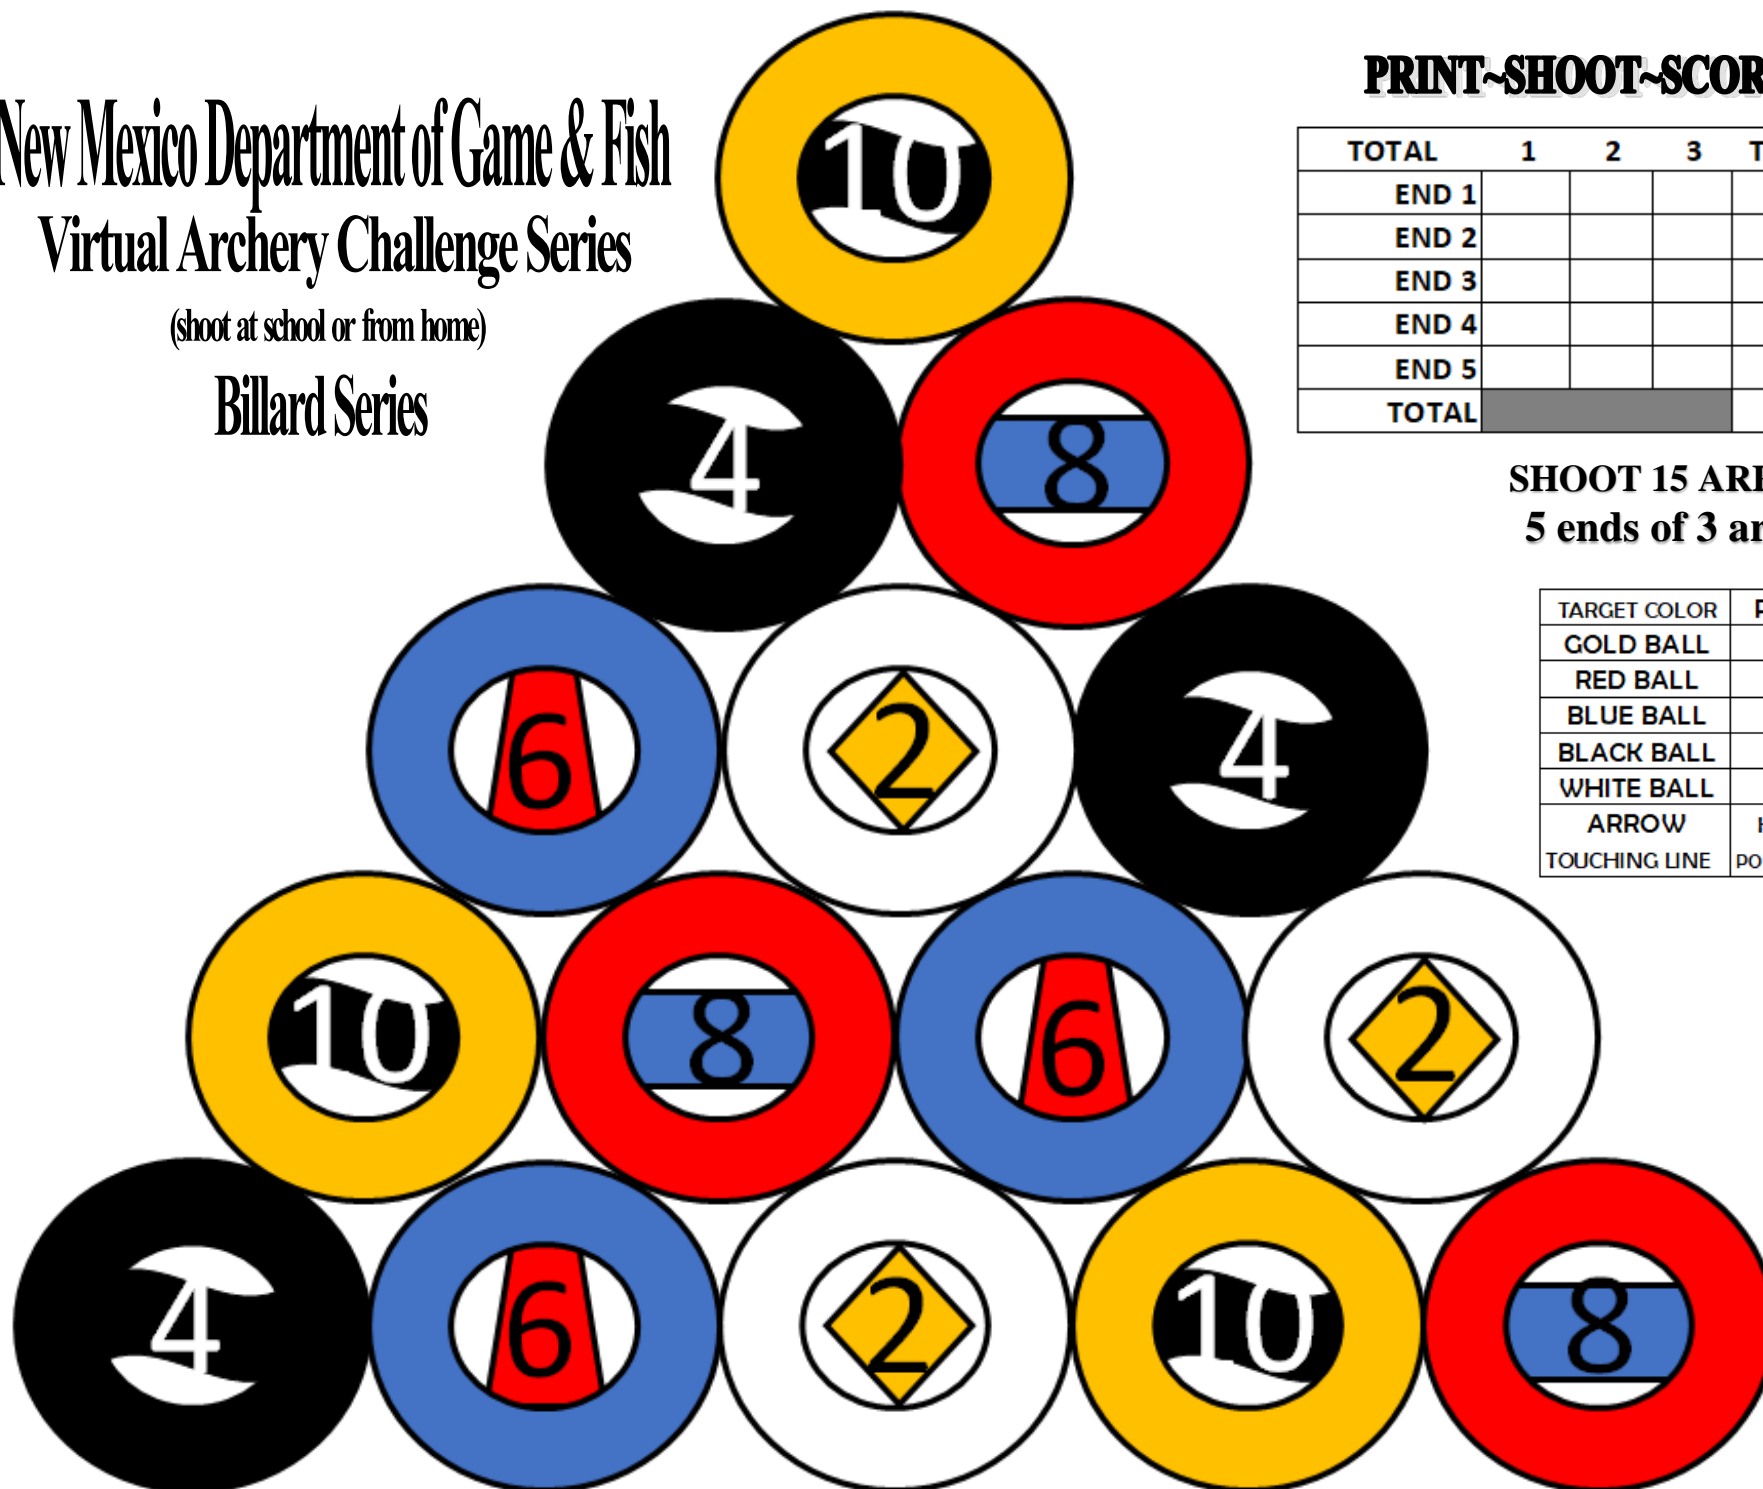 New Mexico Department of Game & Fish
Virtual Archery Challenge Series
(shoot at school or from home)
Billard Series
PRINT~SHOOT~SCOR
TOTAL 1 2 3 T
END 1
END 2
END 3
END 4
END 5
TOTAL
SHOOT 15 ARR
5 ends of 3 ar
TARGET COLOR P
GOLD BALL
RED BALL
BLUE BALL
BLACK BALL
WHITE BALL
ARROW H
TOUCHING LINE PO
10
4 8
6 2 4
10 8 6 2
4 6 2 10 8